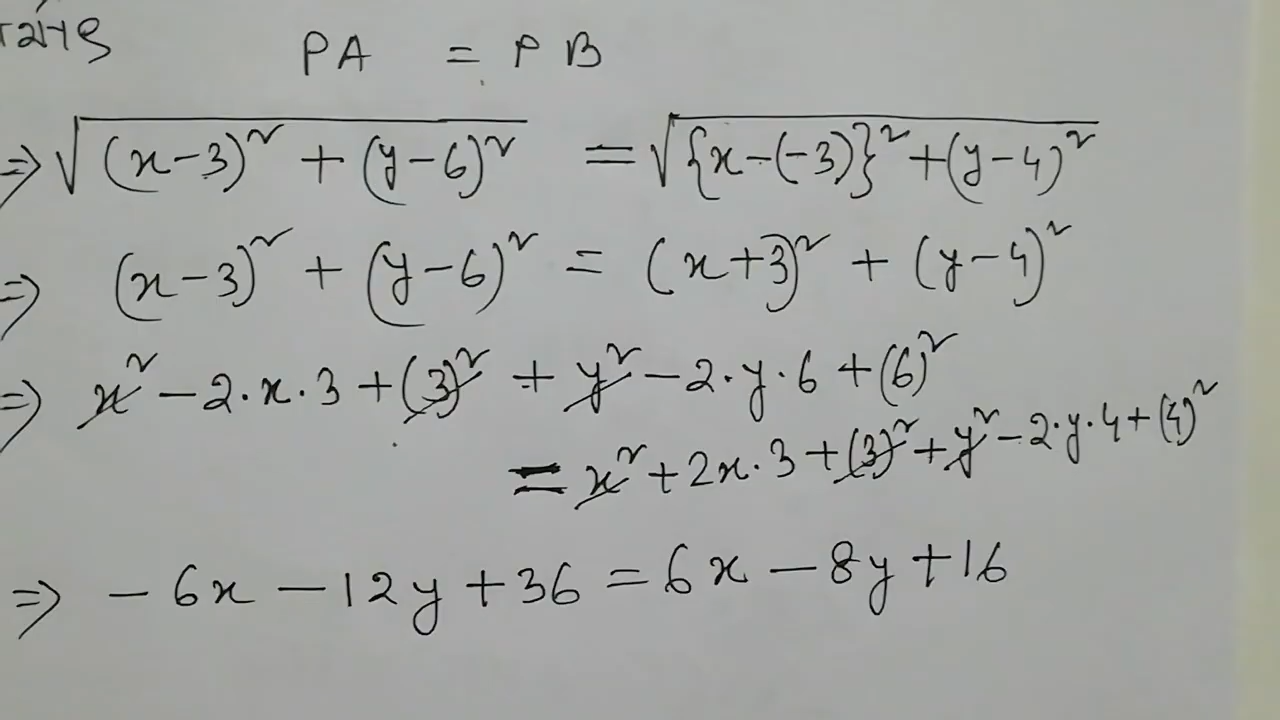 PA = PB
⇒ √(x-3)² + (y-6)² = √{x-(-3)}² + (y-4)²
⇒ (x-3)² + (y-6)² = (x+3)² + (y-4)²
⇒ x² - 2·x·3 + (3)² + y² - 2·y·6 + (6)²
= x² + 2x·3 + (3)² + y² - 2·y·4 + (4)²
⇒ - 6x - 12y + 36 = 6x - 8y + 16